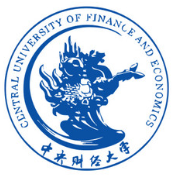 CENTRAL UNIVERSITY OF FINANCE AND ECONOMICS
中央财经大学